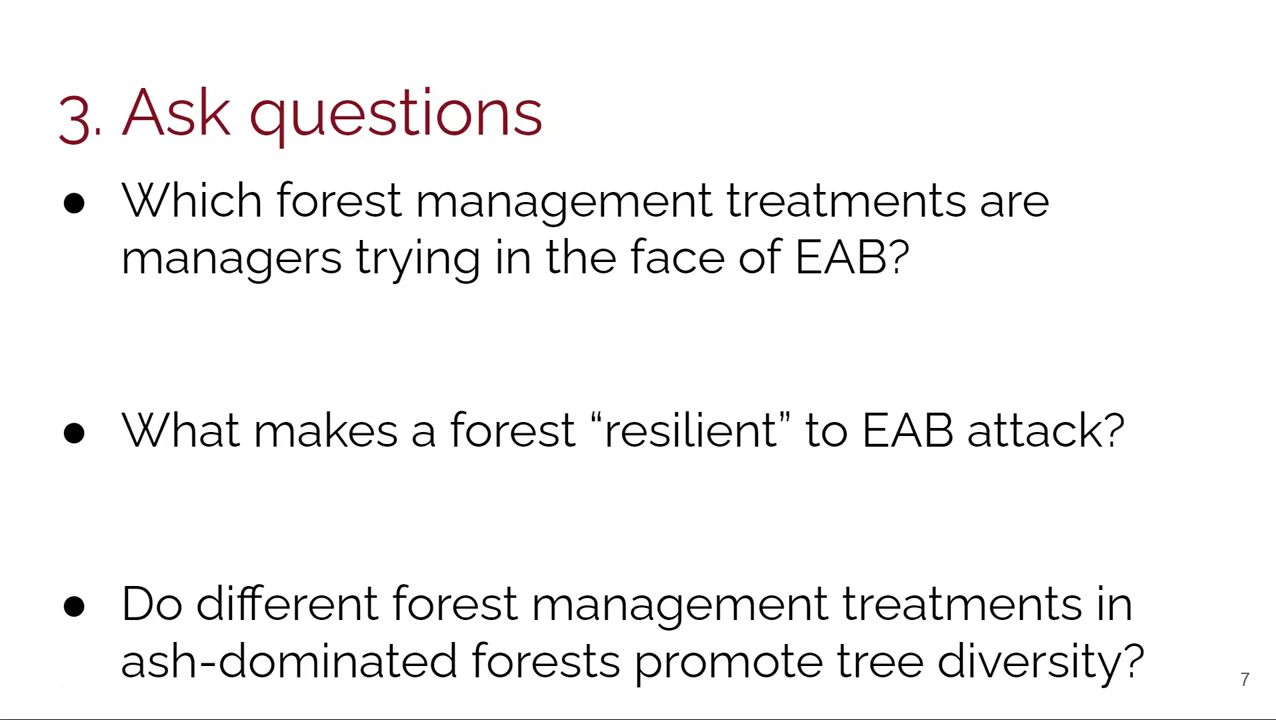 3. Ask questions
● Which forest management treatments are
managers trying in the face of EAB?
● What makes a forest “resilient” to EAB attack?
● Do different forest management treatments in
ash-dominated forests promote tree diversity?
7